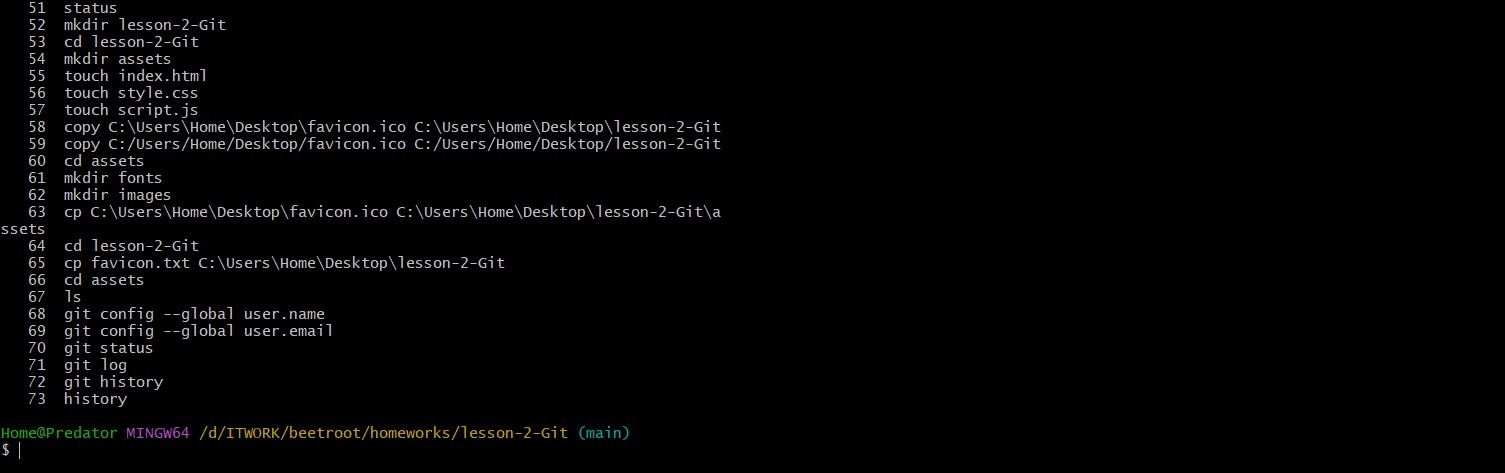 51  status
52  mkdir lesson-2-Git
53  cd lesson-2-Git
54  mkdir assets
55  touch index.html
56  touch style.css
57  touch script.js
58  copy C:\Users\Home\Desktop\favicon.ico C:\Users\Home\Desktop\lesson-2-Git
59  copy C:/Users/Home/Desktop/favicon.ico C:/Users/Home/Desktop/lesson-2-Git
60  cd assets
61  mkdir fonts
62  mkdir images
63  cp C:\Users\Home\Desktop\favicon.ico C:\Users\Home\Desktop\lesson-2-Git\a
ssets
64  cd lesson-2-Git
65  cp favicon.txt C:\Users\Home\Desktop\lesson-2-Git
66  cd assets
67  ls
68  git config --global user.name
69  git config --global user.email
70  git status
71  git log
72  git history
73  history
Home@Predator MINGW64 /d/ITWORK/beetroot/homeworks/lesson-2-Git (main)
$